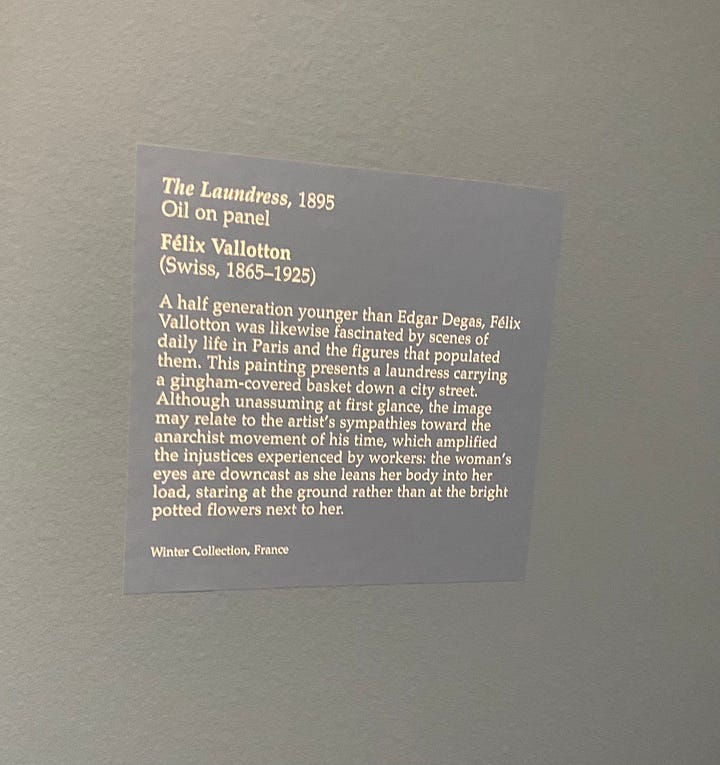 The Laundress, 1895
Oil on panel
Félix Vallotton
(Swiss, 1865–1925)
A half generation younger than Edgar Degas, Félix
Vallotton was likewise fascinated by scenes of
daily life in Paris and the figures that populated
them. This painting presents a laundress carrying
a gingham-covered basket down a city street.
Although unassuming at first glance, the image
may relate to the artist's sympathies toward the
anarchist movement of his time, which amplified
the injustices experienced by workers: the woman's
eyes are downcast as she leans her body into her
load, staring at the ground rather than at the bright
potted flowers next to her.
Winter Collection, France